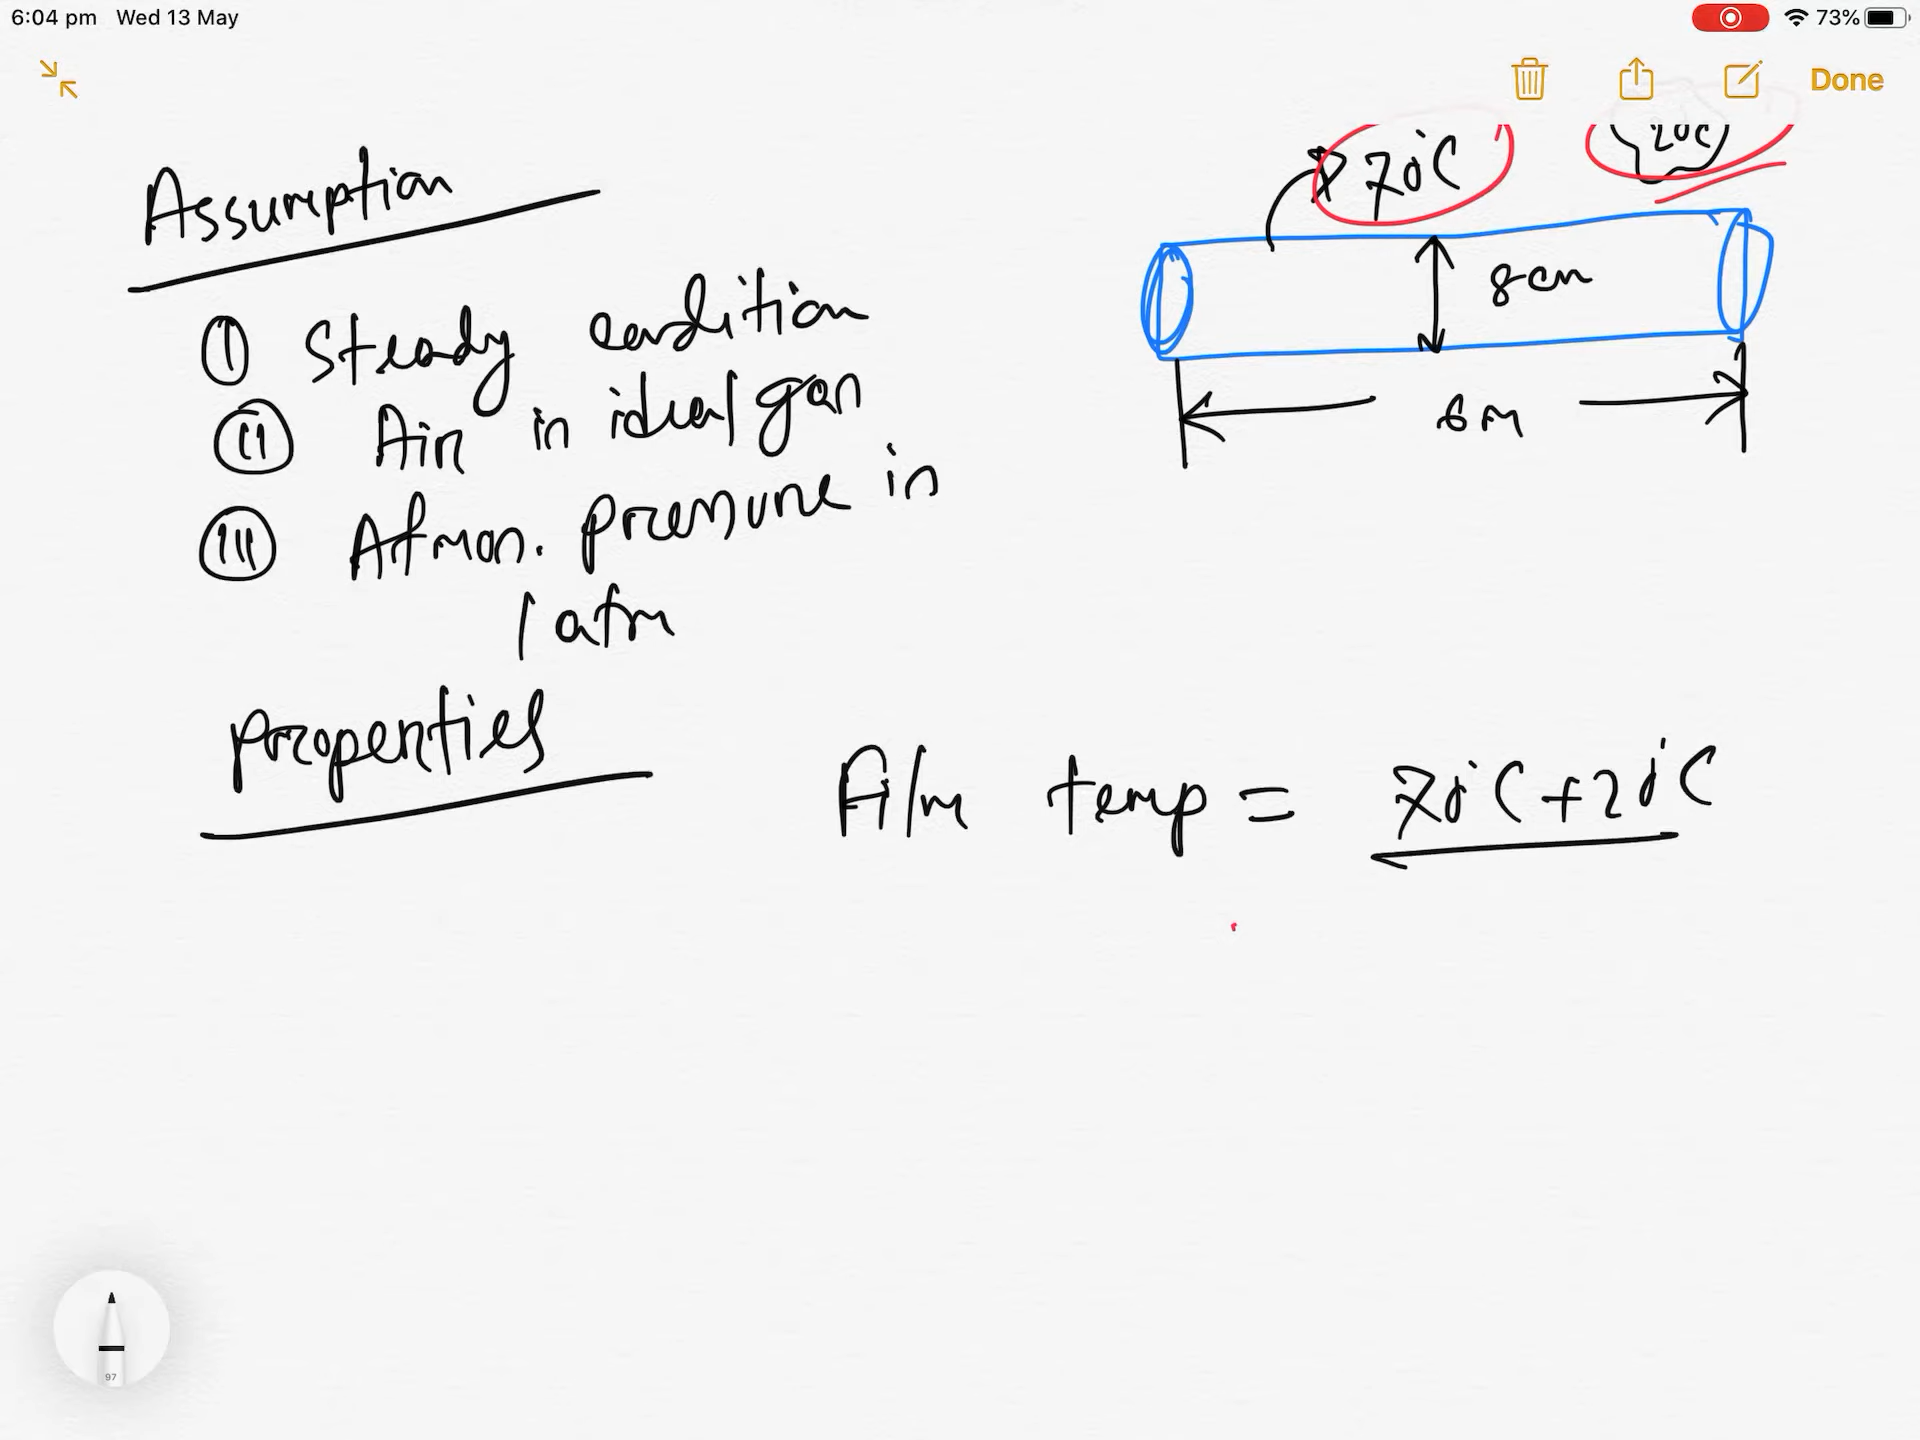 6:04 pm Wed 13 May
73%
Done
Assumption
70°C
20°C
8cm
6m
(I) Steady condition
(II) Air is ideal gas
(III) Atmos. pressure is
1 atm
properties
Film temp = 70°C+20°C
97